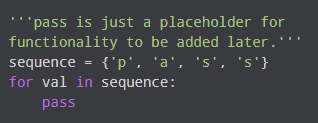 '''pass is just a placeholder for
functionality to be added later.'''
sequence = {'p', 'a', 's', 's'}
for val in sequence:
    pass